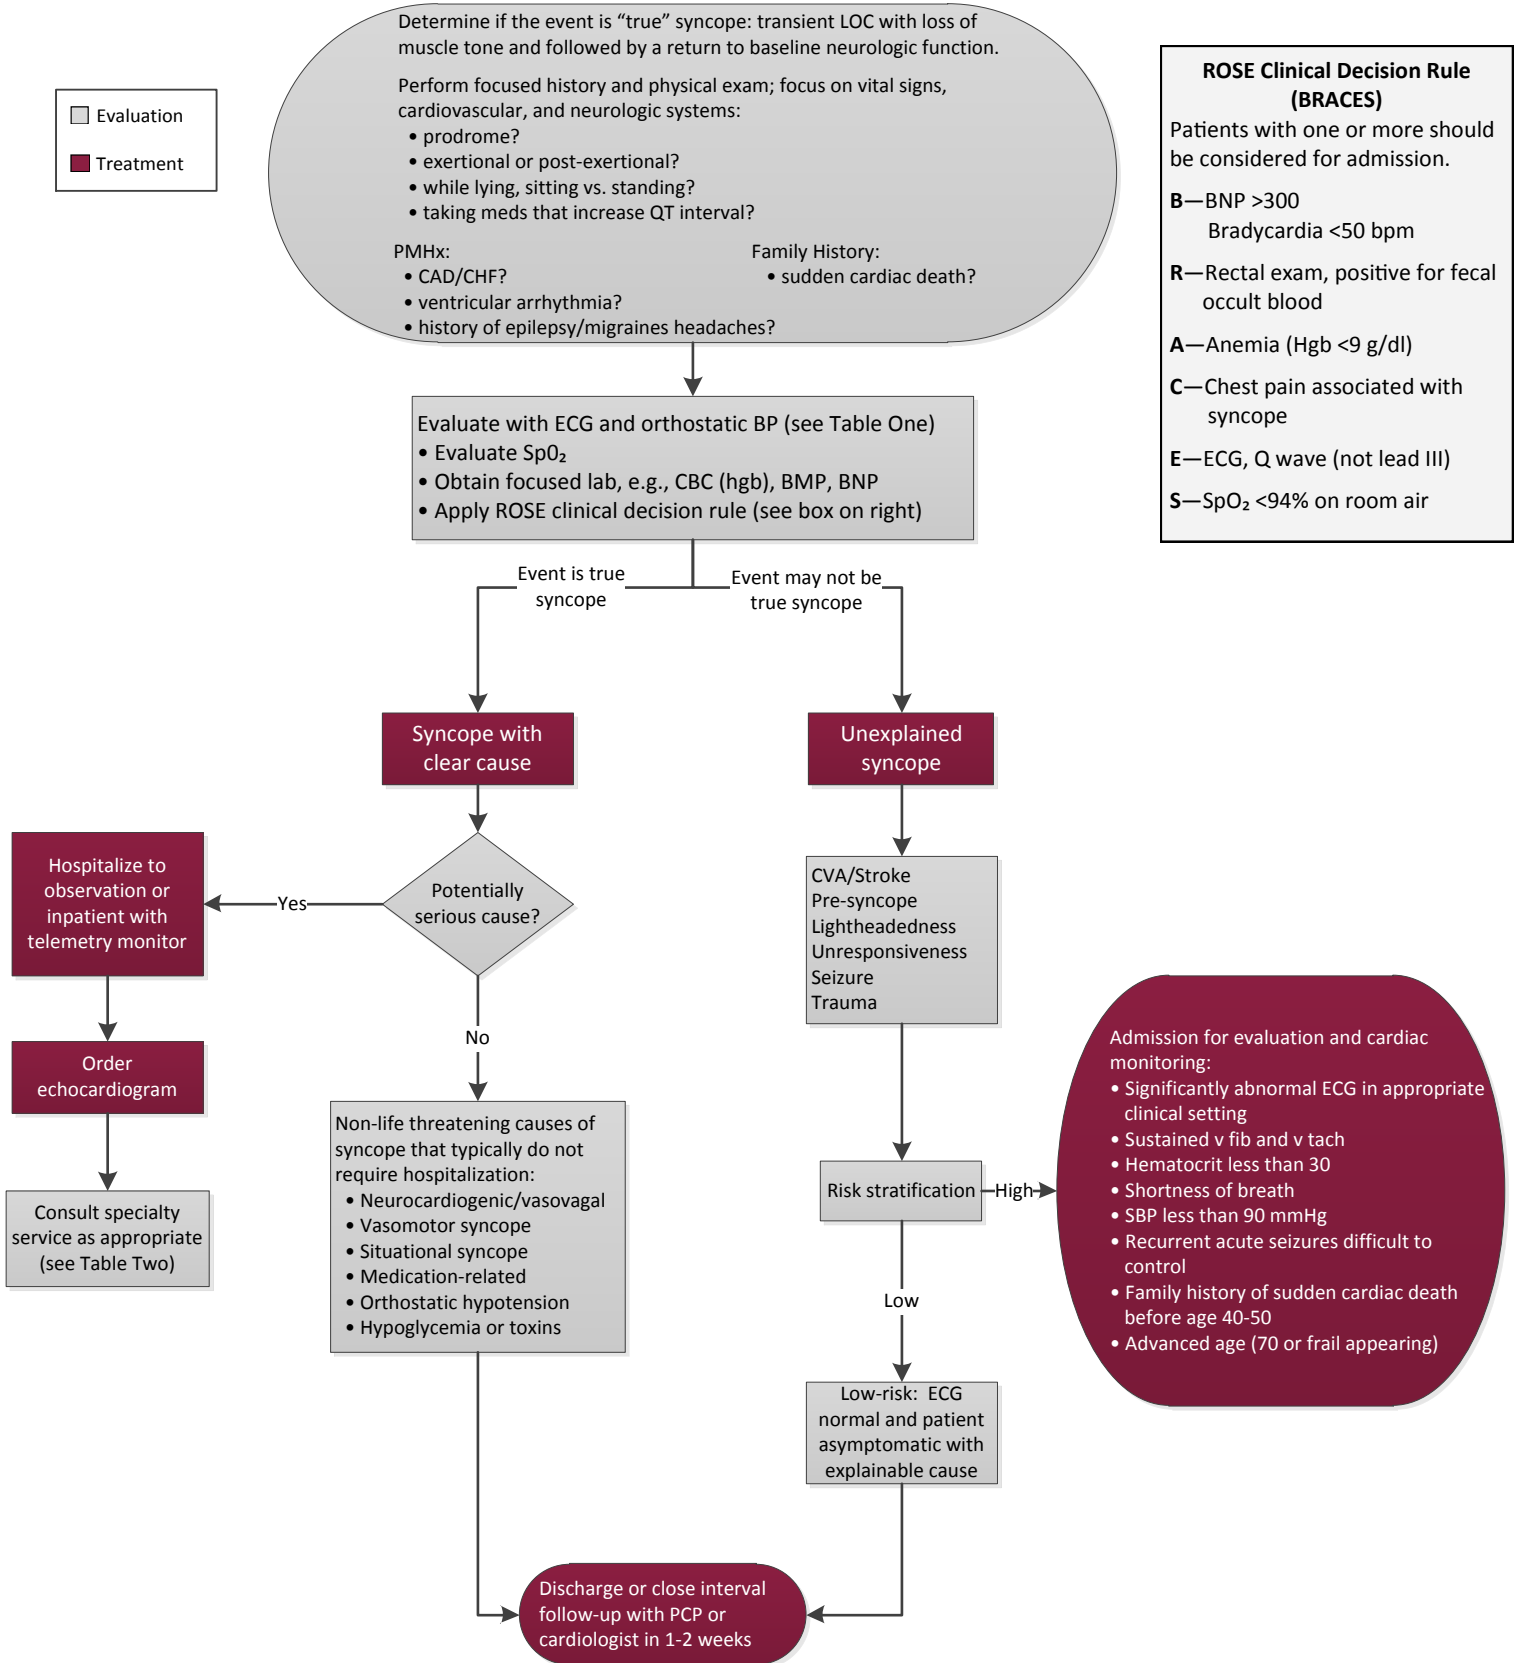 Determine if the event is “true” syncope: transient LOC with loss of
muscle tone and followed by a return to baseline neurologic function.
Perform focused history and physical exam; focus on vital signs,
cardiovascular, and neurologic systems:
• prodrome?
• exertional or post-exertional?
• while lying, sitting vs. standing?
• taking meds that increase QT interval?
PMHx:
• CAD/CHF?
• ventricular arrhythmia?
• history of epilepsy/migraines headaches?
Family History:
• sudden cardiac death?
Evaluation
Treatment
ROSE Clinical Decision Rule
(BRACES)
Patients with one or more should
be considered for admission.
B—BNP >300
Bradycardia <50 bpm
R—Rectal exam, positive for fecal
occult blood
A—Anemia (Hgb <9 g/dl)
C—Chest pain associated with
syncope
E—ECG, Q wave (not lead III)
S—SpO₂ <94% on room air
Evaluate with ECG and orthostatic BP (see Table One)
• Evaluate Sp0₂
• Obtain focused lab, e.g., CBC (hgb), BMP, BNP
• Apply ROSE clinical decision rule (see box on right)
Event is true
syncope
Event may not be
true syncope
Syncope with
clear cause
Unexplained
syncope
Potentially
serious cause?
Yes
Hospitalize to
observation or
inpatient with
telemetry monitor
Order
echocardiogram
Consult specialty
service as appropriate
(see Table Two)
No
Non-life threatening causes of
syncope that typically do not
require hospitalization:
• Neurocardiogenic/vasovagal
• Vasomotor syncope
• Situational syncope
• Medication-related
• Orthostatic hypotension
• Hypoglycemia or toxins
CVA/Stroke
Pre-syncope
Lightheadedness
Unresponsiveness
Seizure
Trauma
Risk stratification
High
Admission for evaluation and cardiac
monitoring:
• Significantly abnormal ECG in appropriate
clinical setting
• Sustained v fib and v tach
• Hematocrit less than 30
• Shortness of breath
• SBP less than 90 mmHg
• Recurrent acute seizures difficult to
control
• Family history of sudden cardiac death
before age 40-50
• Advanced age (70 or frail appearing)
Low
Low-risk: ECG
normal and patient
asymptomatic with
explainable cause
Discharge or close interval
follow-up with PCP or
cardiologist in 1-2 weeks